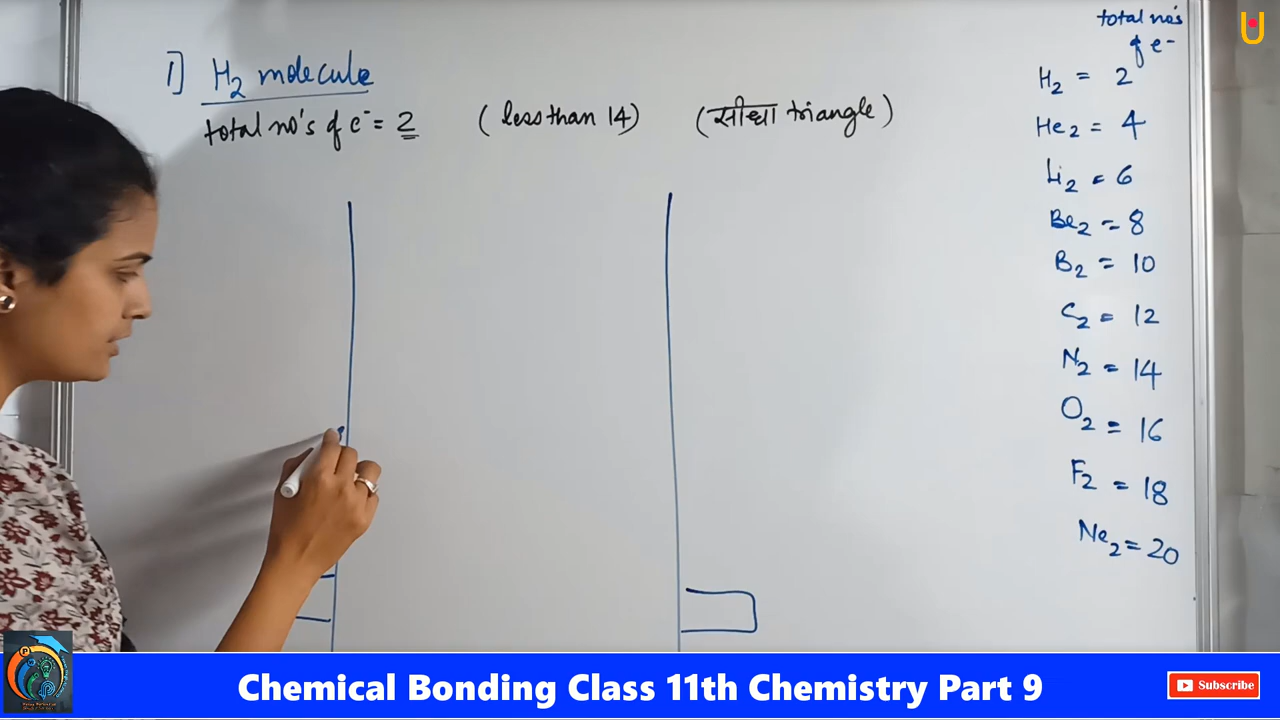 1] H2 molecule
total no's of e- = 2 (less than 14) (सीधा triangle)
total no's
of e-
H2 = 2
He2 = 4
Li2 = 6
Be2 = 8
B2 = 10
C2 = 12
N2 = 14
O2 = 16
F2 = 18
Ne2 = 20
Chemical Bonding Class 11th Chemistry Part 9
Subscribe